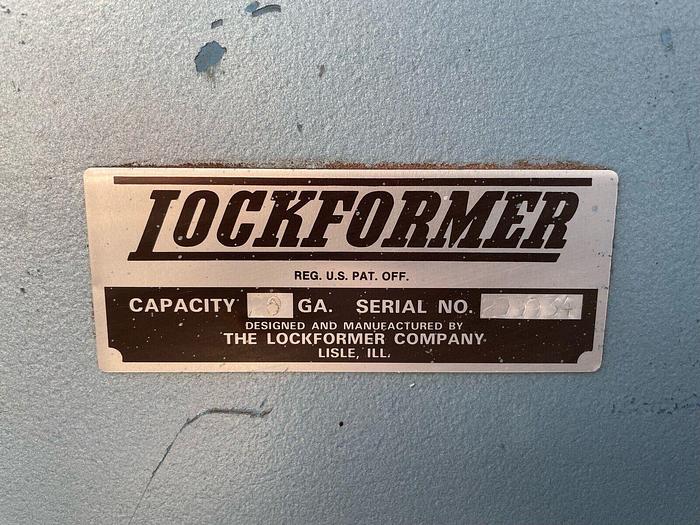 LOCKFORMER
REG. U.S. PAT. OFF.
CAPACITY GA. SERIAL NO.
DESIGNED AND MANUFACTURED BY
THE LOCKFORMER COMPANY
LISLE, ILL.